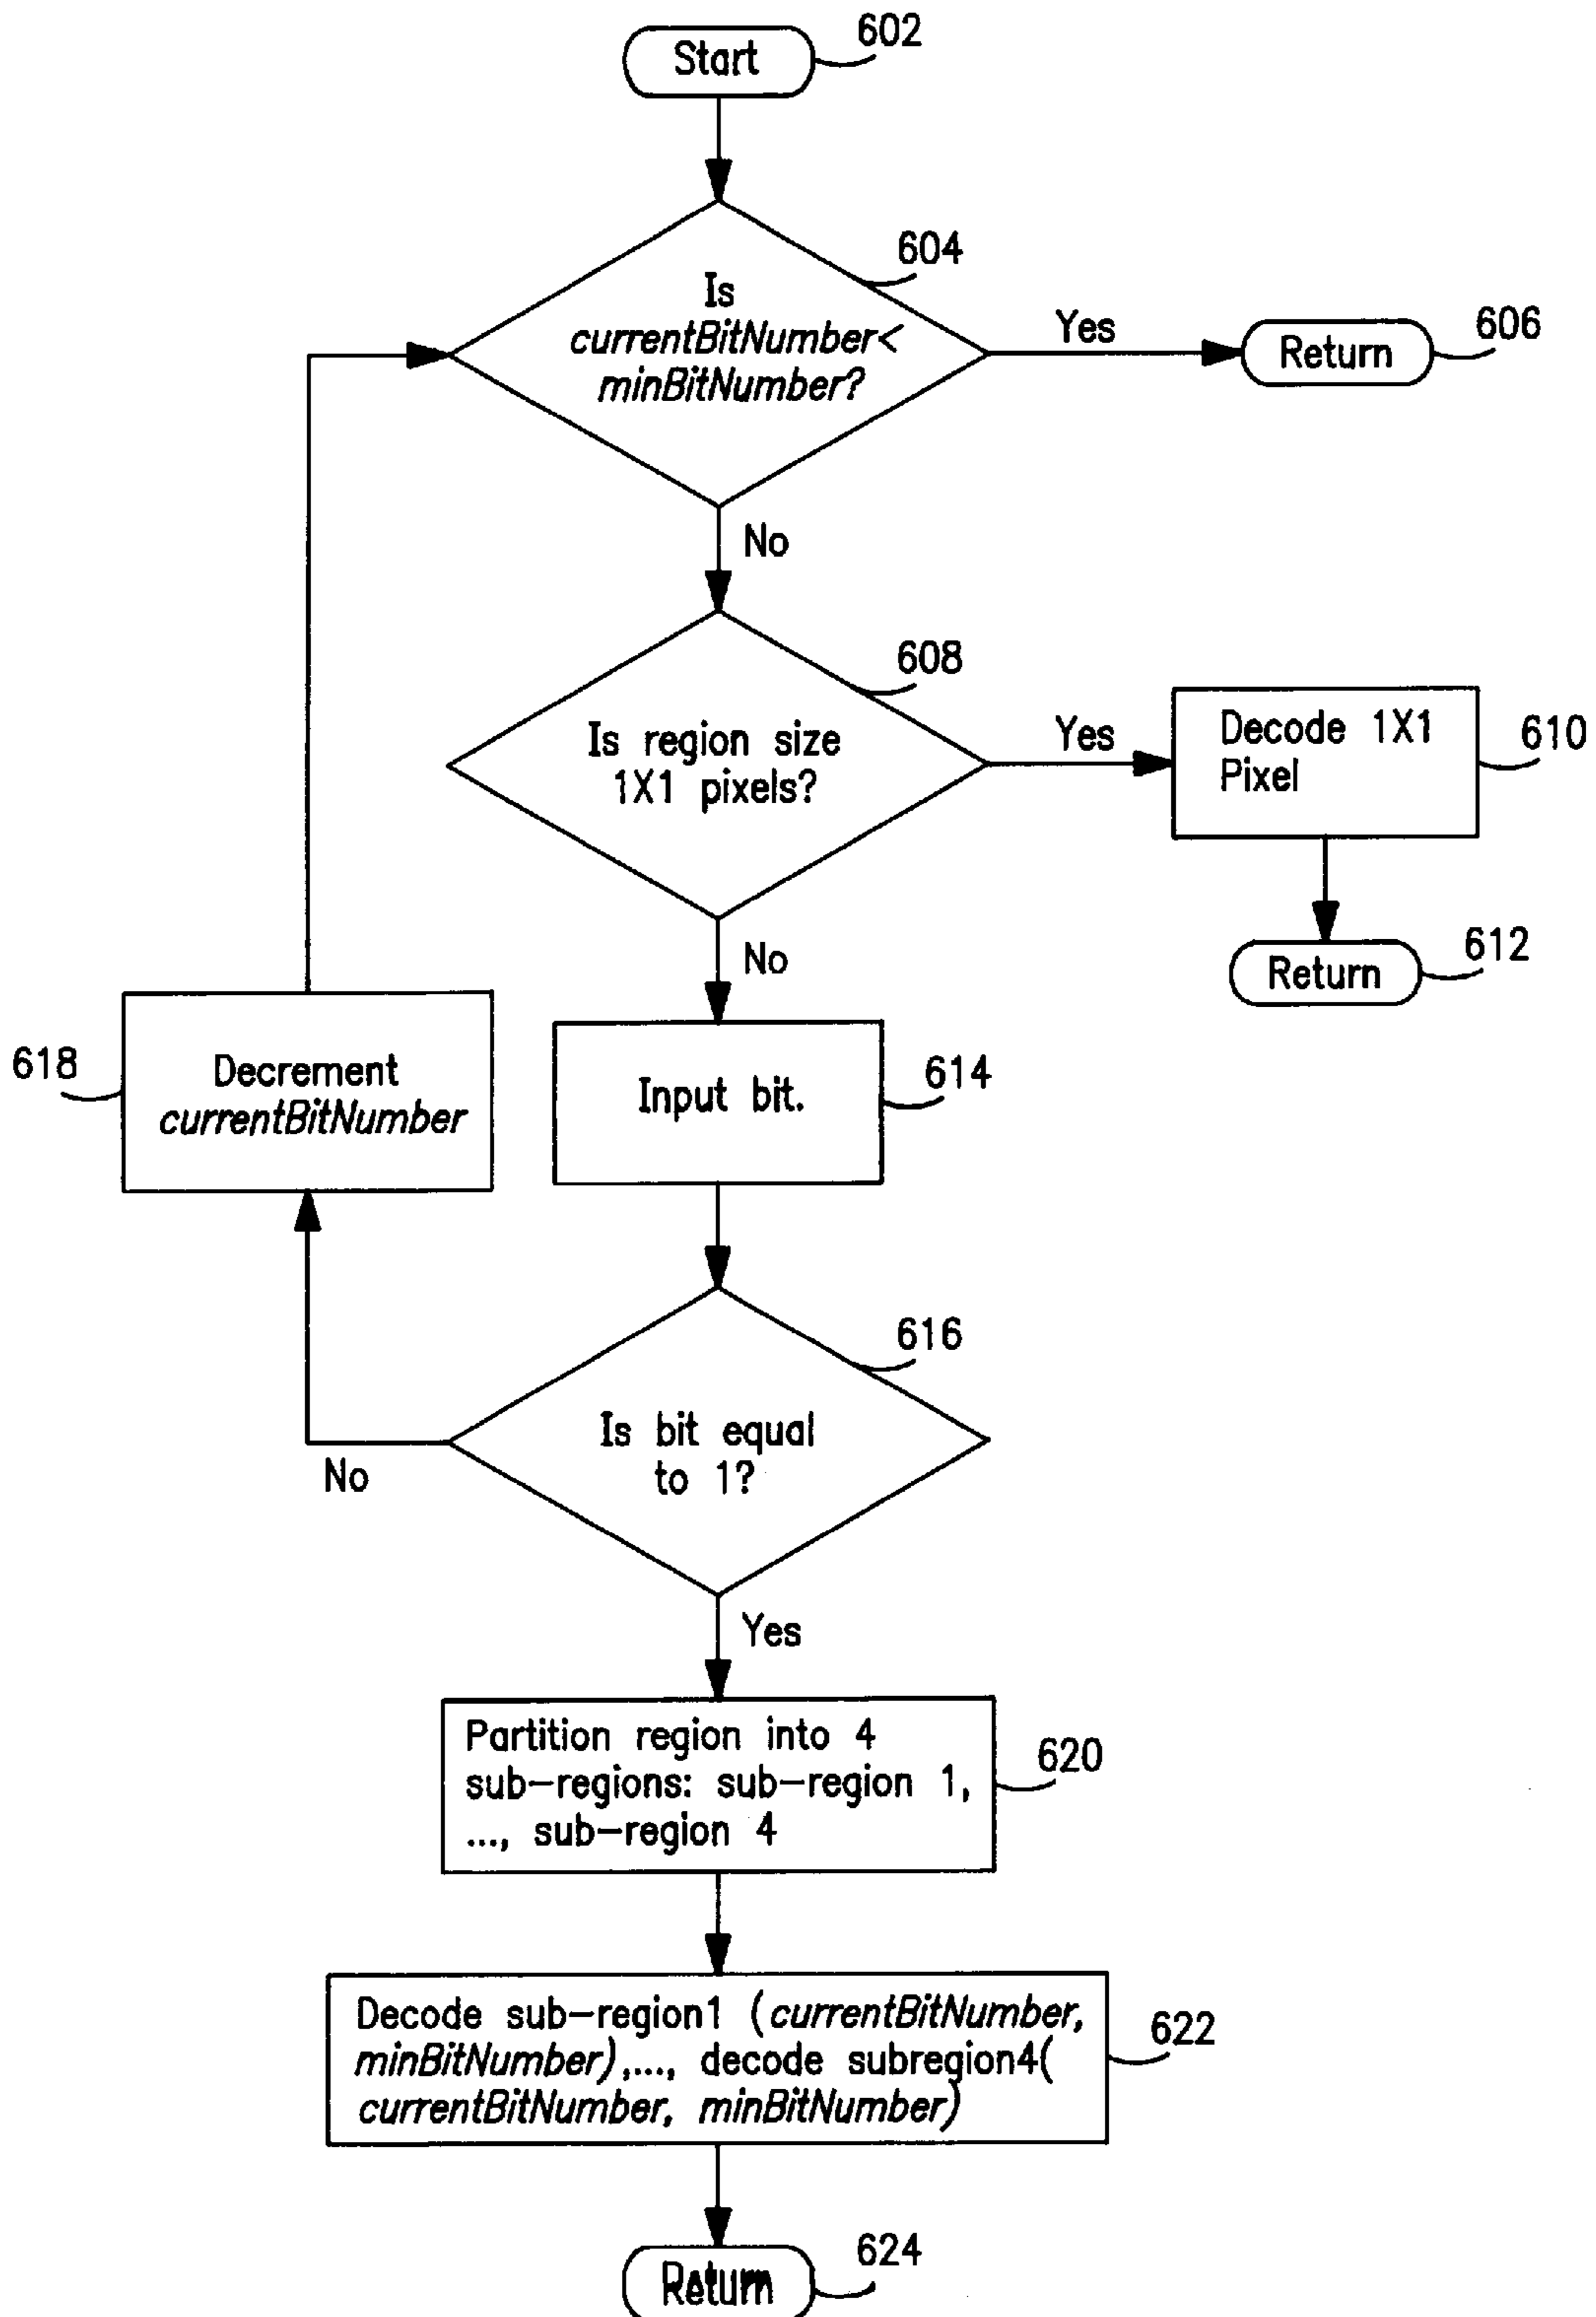 Start
602
Is
currentBitNumber<
minBitNumber?
604
Yes
Return
606
No
Is region size
1X1 pixels?
608
Yes
Decode 1X1
Pixel
610
Return
612
No
618
Decrement
currentBitNumber
Input bit.
614
Is bit equal
to 1?
616
No
Yes
Partition region into 4
sub-regions: sub-region 1,
..., sub-region 4
620
Decode sub-region1 (currentBitNumber,
minBitNumber),..., decode subregion4(
currentBitNumber, minBitNumber)
622
Return
624